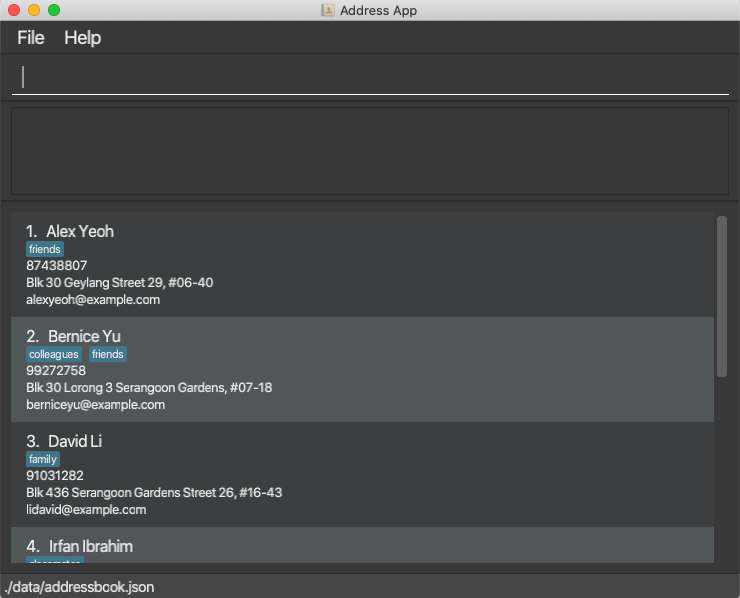 Address App
File Help
1. Alex Yeoh
friends
87438807
Blk 30 Geylang Street 29, #06-40
alexyeoh@example.com
2. Bernice Yu
colleagues friends
99272758
Blk 30 Lorong 3 Serangoon Gardens, #07-18
berniceyu@example.com
3. David Li
family
91031282
Blk 436 Serangoon Gardens Street 26, #16-43
lidavid@example.com
4. Irfan Ibrahim
./data/addressbook.json